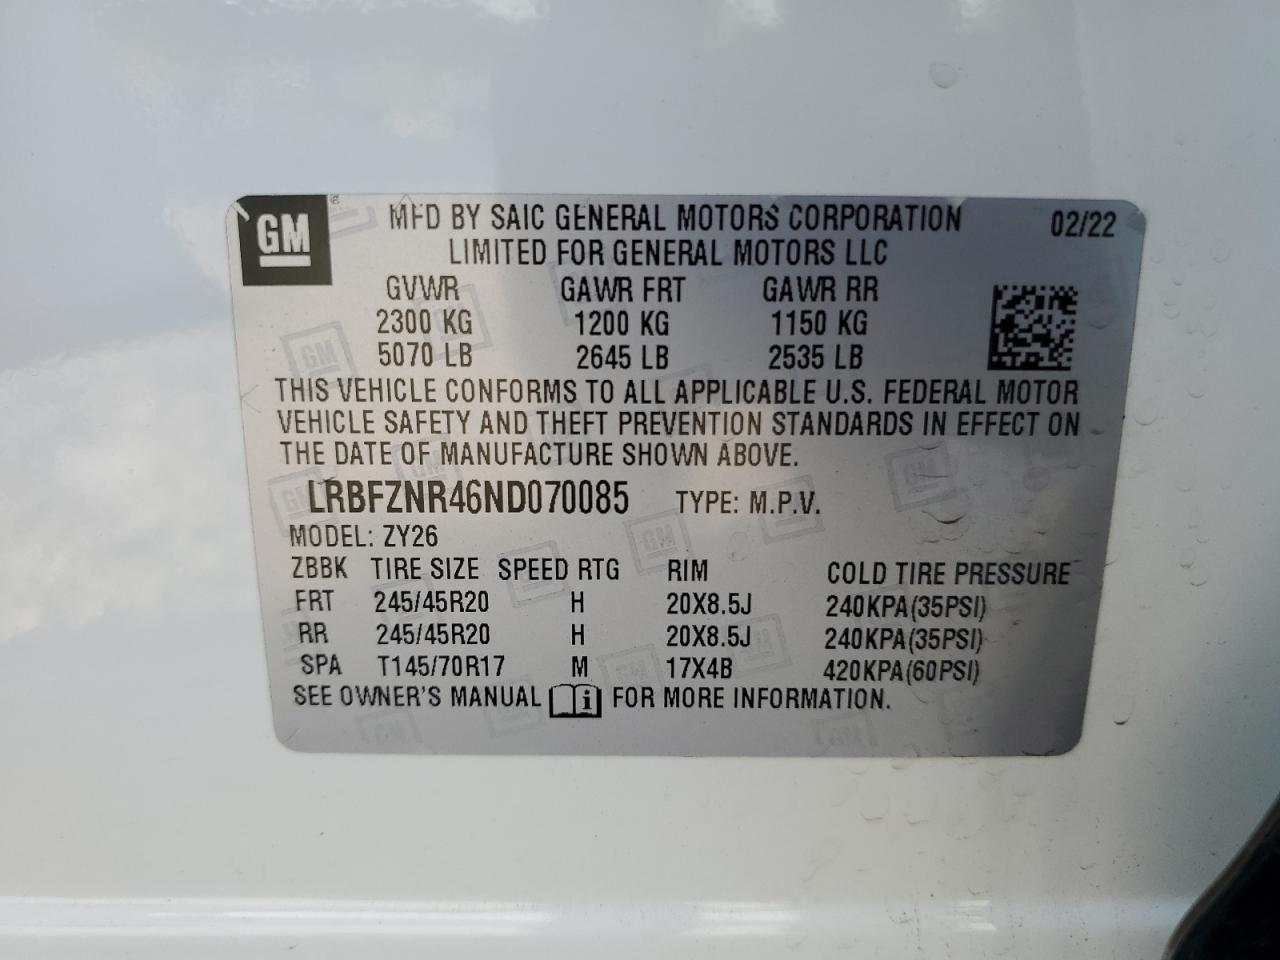 GM ® MFD BY SAIC GENERAL MOTORS CORPORATION 02/22
LIMITED FOR GENERAL MOTORS LLC
GVWR GAWR FRT GAWR RR
2300 KG 1200 KG 1150 KG
5070 LB 2645 LB 2535 LB
THIS VEHICLE CONFORMS TO ALL APPLICABLE U.S. FEDERAL MOTOR
VEHICLE SAFETY AND THEFT PREVENTION STANDARDS IN EFFECT ON
THE DATE OF MANUFACTURE SHOWN ABOVE.
LRBFZNR46ND070085 TYPE: M.P.V.
MODEL: ZY26
ZBBK TIRE SIZE SPEED RTG RIM COLD TIRE PRESSURE
FRT 245/45R20 H 20X8.5J 240KPA(35PSI)
RR 245/45R20 H 20X8.5J 240KPA(35PSI)
SPA T145/70R17 M 17X4B 420KPA(60PSI)
SEE OWNER'S MANUAL i FOR MORE INFORMATION.